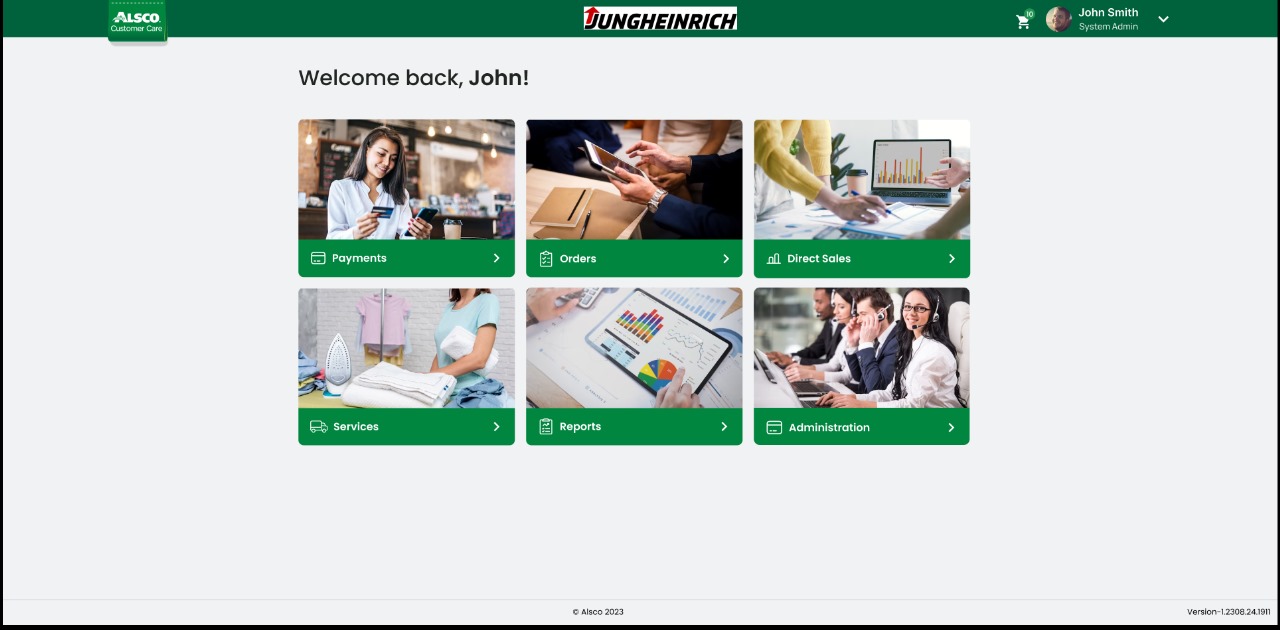 ALSCO
Customer Care
JUNGHEINRICH
10
John Smith
System Admin
Welcome back, John!
Payments
Orders
Direct Sales
Services
Reports
Administration
© Alsco 2023
Version-1.2308.24.1911